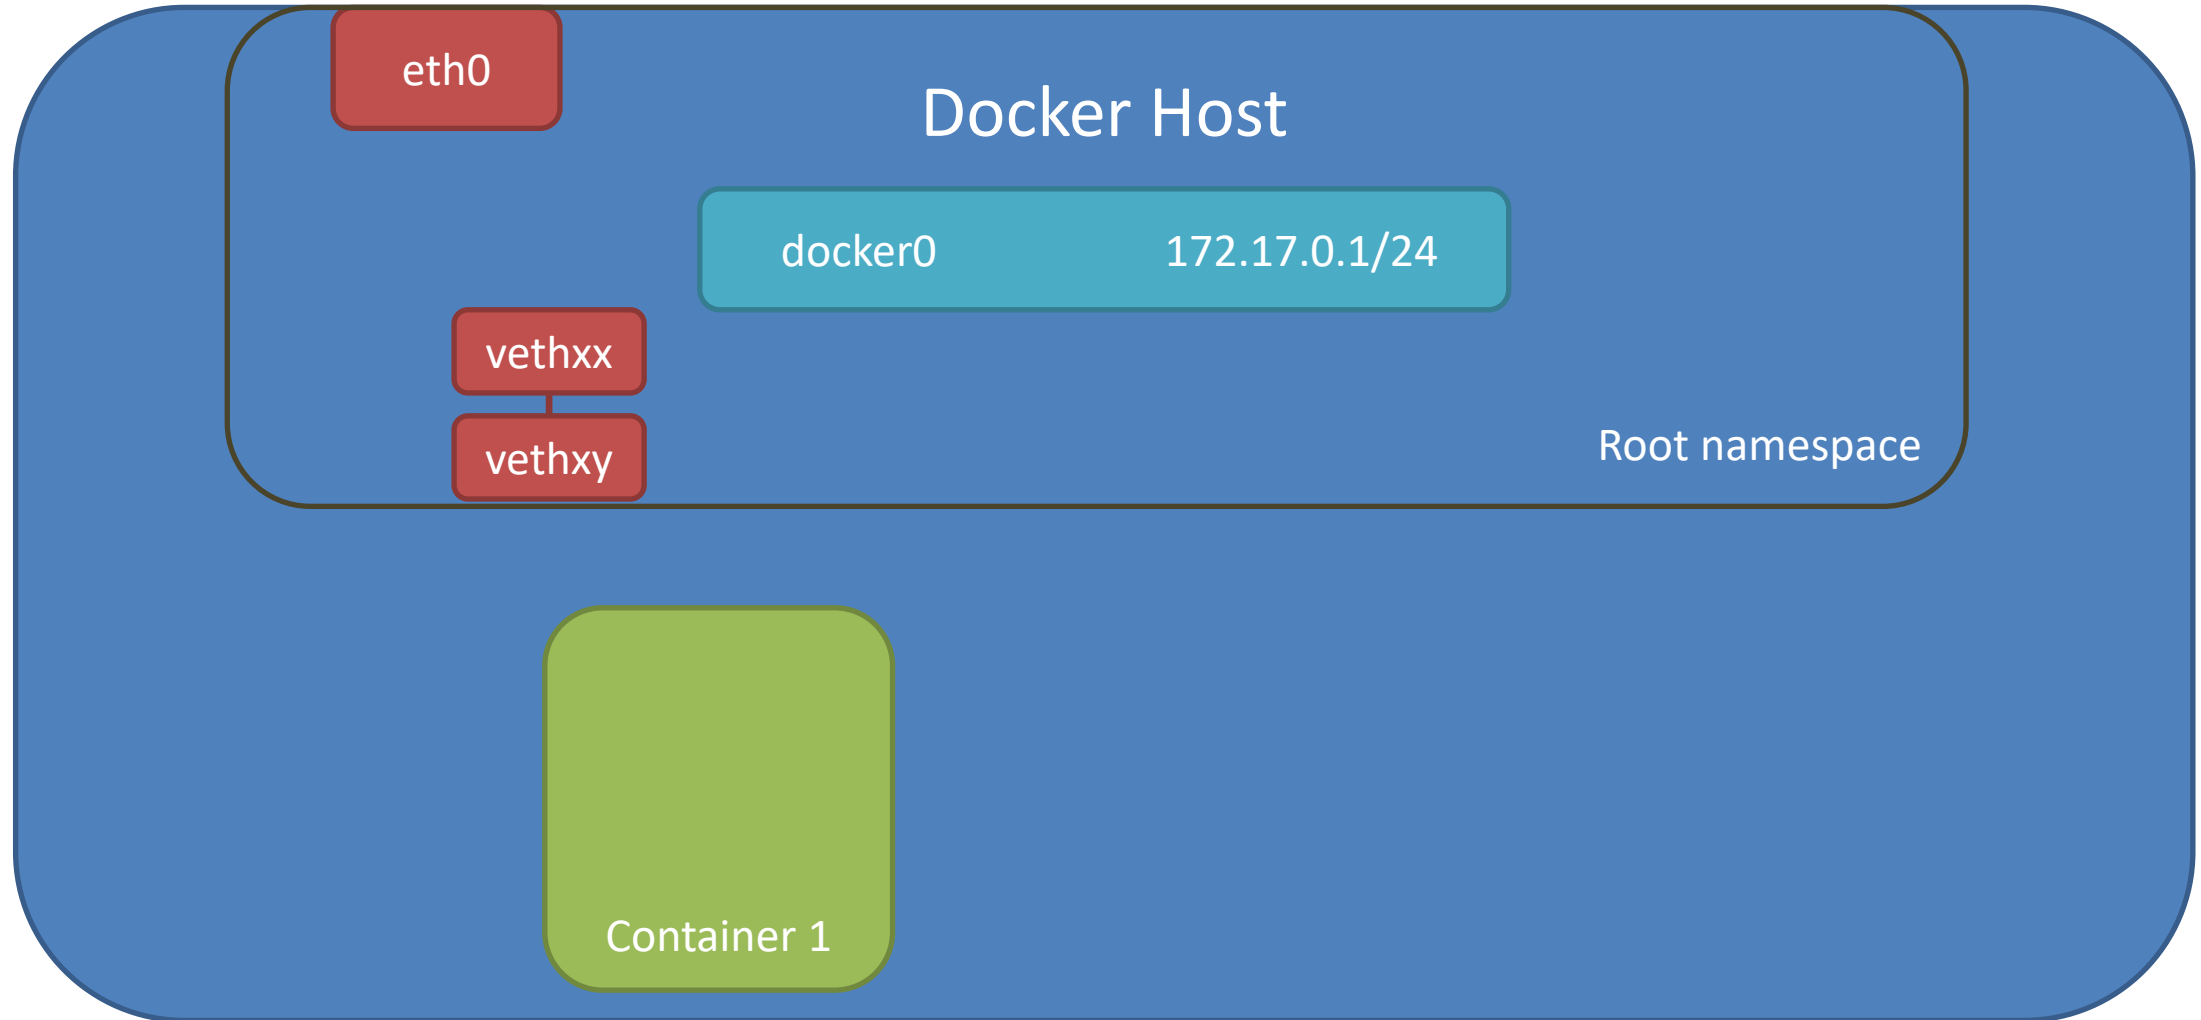 eth0
Docker Host
docker0 172.17.0.1/24
vethxx
vethxy
Root namespace
Container 1